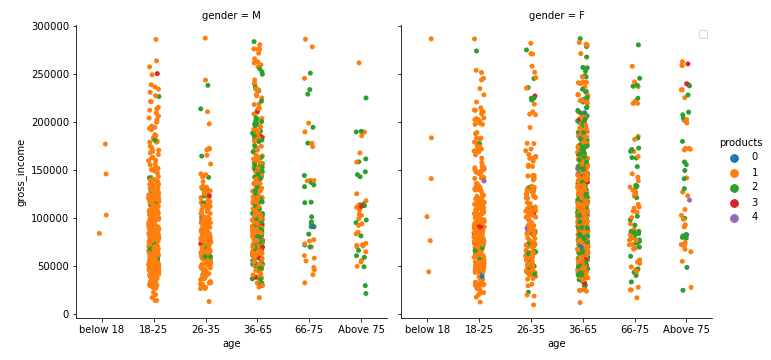 gender = M
gender = F
300000
250000
200000
150000
100000
50000
0
gross_income
below 18 18-25 26-35 36-65 66-75 Above 75
age
below 18 18-25 26-35 36-65 66-75 Above 75
age
products
0
1
2
3
4